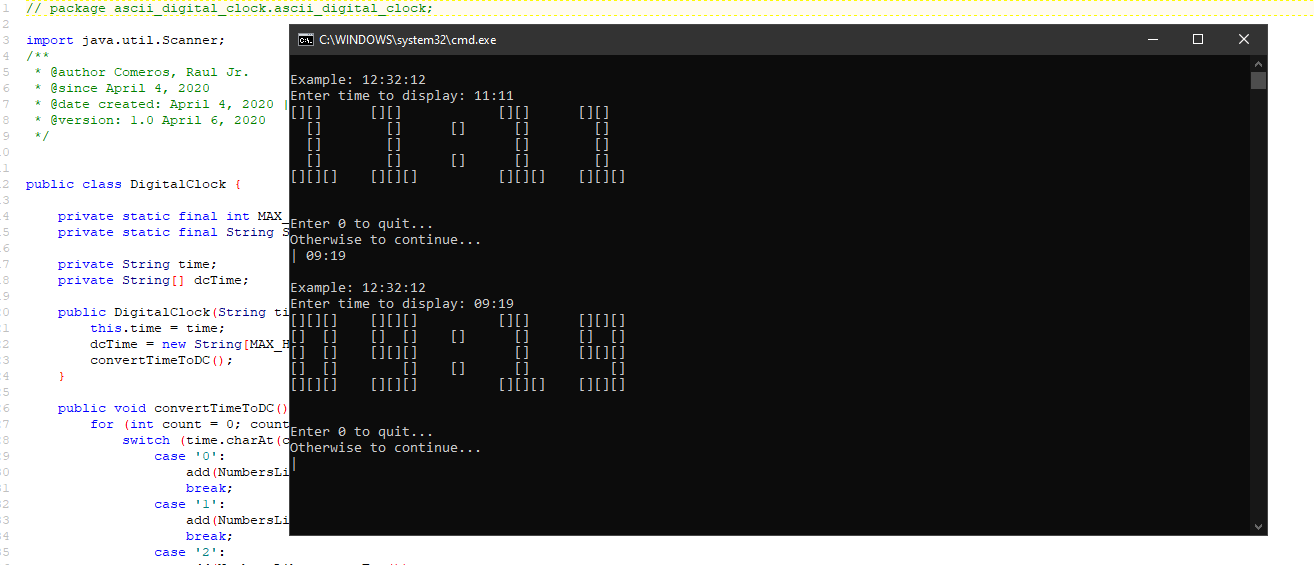 1 // package ascii_digital_clock.ascii_digital_clock;
2
3 import java.util.Scanner;
4 /**
5  * @author Comeros, Raul Jr.
6  * @since April 4, 2020
7  * @date created: April 4, 2020 |
8  * @version: 1.0 April 6, 2020
9  */
0
1
2 public class DigitalClock {
3
4     private static final int MAX_
5     private static final String S
6
7     private String time;
8     private String[] dcTime;
9
0     public DigitalClock(String ti
1         this.time = time;
2         dcTime = new String[MAX_H
3         convertTimeToDC();
4     }
5
6     public void convertTimeToDC()
7         for (int count = 0; count
8             switch (time.charAt(c
9                 case '0':
0                     add(NumbersLi
1                     break;
2                 case '1':
3                     add(NumbersLi
4                     break;
5                 case '2':
C:\WINDOWS\system32\cmd.exe
Example: 12:32:12
Enter time to display: 11:11
[][]      [][]            [][]      [][]
  []        []      []      []        []
  []        []              []        []
  []        []      []      []        []
[][][]    [][][]          [][][]    [][][]
Enter 0 to quit...
Otherwise to continue...
| 09:19
Example: 12:32:12
Enter time to display: 09:19
[][][]    [][][]          [][]      [][][]
[]  []    []  []    []      []      []  []
[]  []    [][][]            []      [][][]
[]  []        []    []      []          []
[][][]    [][][]          [][][]    [][][]
Enter 0 to quit...
Otherwise to continue...
|